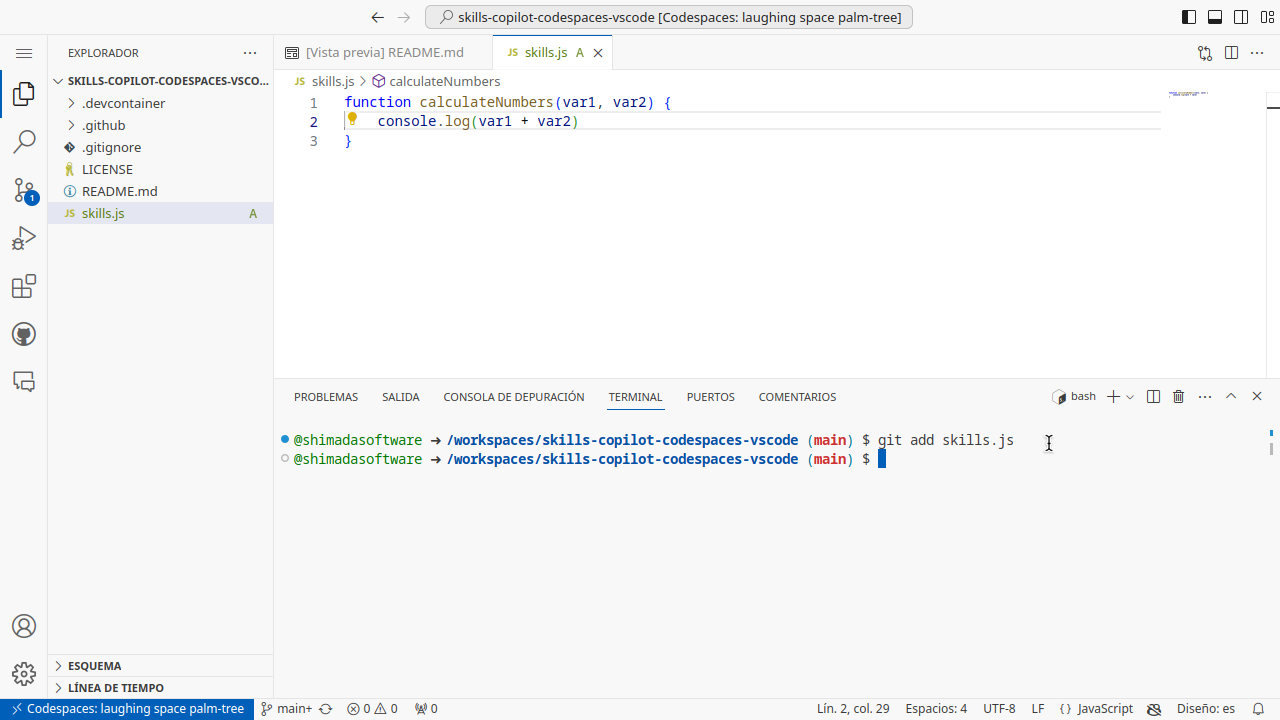 skills-copilot-codespaces-vscode [Codespaces: laughing space palm-tree]
EXPLORADOR
SKILLS-COPILOT-CODESPACES-VSCO...
.devcontainer
.github
.gitignore
LICENSE
README.md
skills.js A
ESQUEMA
LÍNEA DE TIEMPO
1
[Vista previa] README.md
skills.js A
skills.js > calculateNumbers
1 function calculateNumbers(var1, var2) {
2 console.log(var1 + var2)
3 }
PROBLEMAS SALIDA CONSOLA DE DEPURACIÓN TERMINAL PUERTOS COMENTARIOS
bash
@shimadasoftware ➜ /workspaces/skills-copilot-codespaces-vscode (main) $ git add skills.js
@shimadasoftware ➜ /workspaces/skills-copilot-codespaces-vscode (main) $
Codespaces: laughing space palm-tree main+ 0 0 0 Lín. 2, col. 29 Espacios: 4 UTF-8 LF { } JavaScript Diseño: es